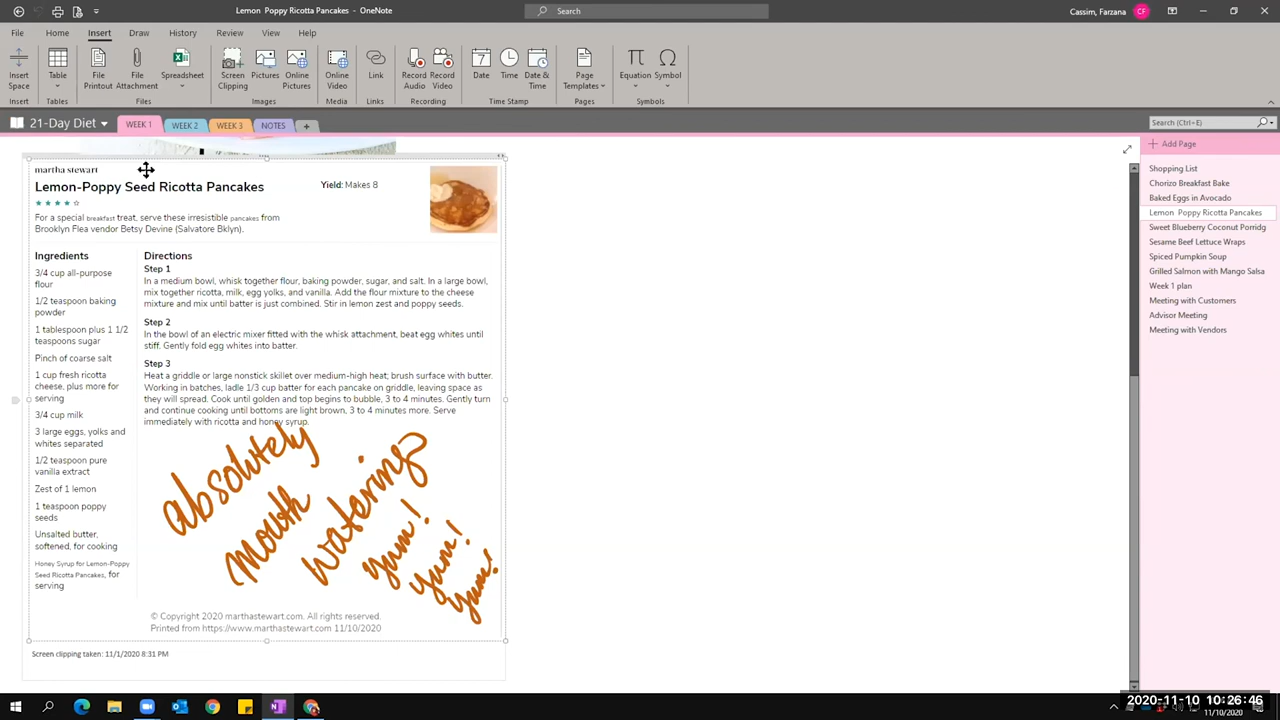 Lemon  Poppy Ricotta Pancakes - OneNote
Search
Cassim, Farzana
CF
File Home Insert Draw History Review View Help
Insert Space
Table
File Printout
File Attachment
Spreadsheet
Screen Clipping
Pictures
Online Pictures
Online Video
Link
Record Audio
Record Video
Date
Time
Date & Time
Page Templates
Equation
Symbol
Insert Tables Files Images Media Links Recording Time Stamp Pages Symbols
21-Day Diet
WEEK 1 WEEK 2 WEEK 3 NOTES
Search (Ctrl+E)
martha stewart
Lemon-Poppy Seed Ricotta Pancakes
Yield: Makes 8
For a special breakfast treat, serve these irresistible pancakes from
Brooklyn Flea vendor Betsy Devine (Salvatore Bklyn).
Ingredients
3/4 cup all-purpose
flour
1/2 teaspoon baking
powder
1 tablespoon plus 1 1/2
teaspoons sugar
Pinch of coarse salt
1 cup fresh ricotta
cheese, plus more for
serving
3/4 cup milk
3 large eggs, yolks and
whites separated
1/2 teaspoon pure
vanilla extract
Zest of 1 lemon
1 teaspoon poppy
seeds
Unsalted butter,
softened, for cooking
Honey Syrup for Lemon-Poppy
Seed Ricotta Pancakes, for
serving
Directions
Step 1
In a medium bowl, whisk together flour, baking powder, sugar, and salt. In a large bowl,
mix together ricotta, milk, egg yolks, and vanilla. Add the flour mixture to the cheese
mixture and mix until batter is just combined. Stir in lemon zest and poppy seeds.
Step 2
In the bowl of an electric mixer fitted with the whisk attachment, beat egg whites until
stiff. Gently fold egg whites into batter.
Step 3
Heat a griddle or large nonstick skillet over medium-high heat; brush surface with butter.
Working in batches, ladle 1/3 cup batter for each pancake on griddle, leaving space as
they will spread. Cook until golden and top begins to bubble, 3 to 4 minutes. Gently turn
and continue cooking until bottoms are light brown, 3 to 4 minutes more. Serve
immediately with ricotta and honey syrup.
absolutely
mouth
watering
yum!
yum!
yum!
© Copyright 2020 marthastewart.com. All rights reserved.
Printed from https://www.marthastewart.com 11/10/2020
Screen clipping taken: 11/1/2020 8:31 PM
Add Page
Shopping List
Chorizo Breakfast Bake
Baked Eggs in Avocado
Lemon  Poppy Ricotta Pancakes
Sweet Blueberry Coconut Porridg
Sesame Beef Lettuce Wraps
Spiced Pumpkin Soup
Grilled Salmon with Mango Salsa
Week 1 plan
Meeting with Customers
Advisor Meeting
Meeting with Vendors
2020-11-10 10:26:46
11/10/2020